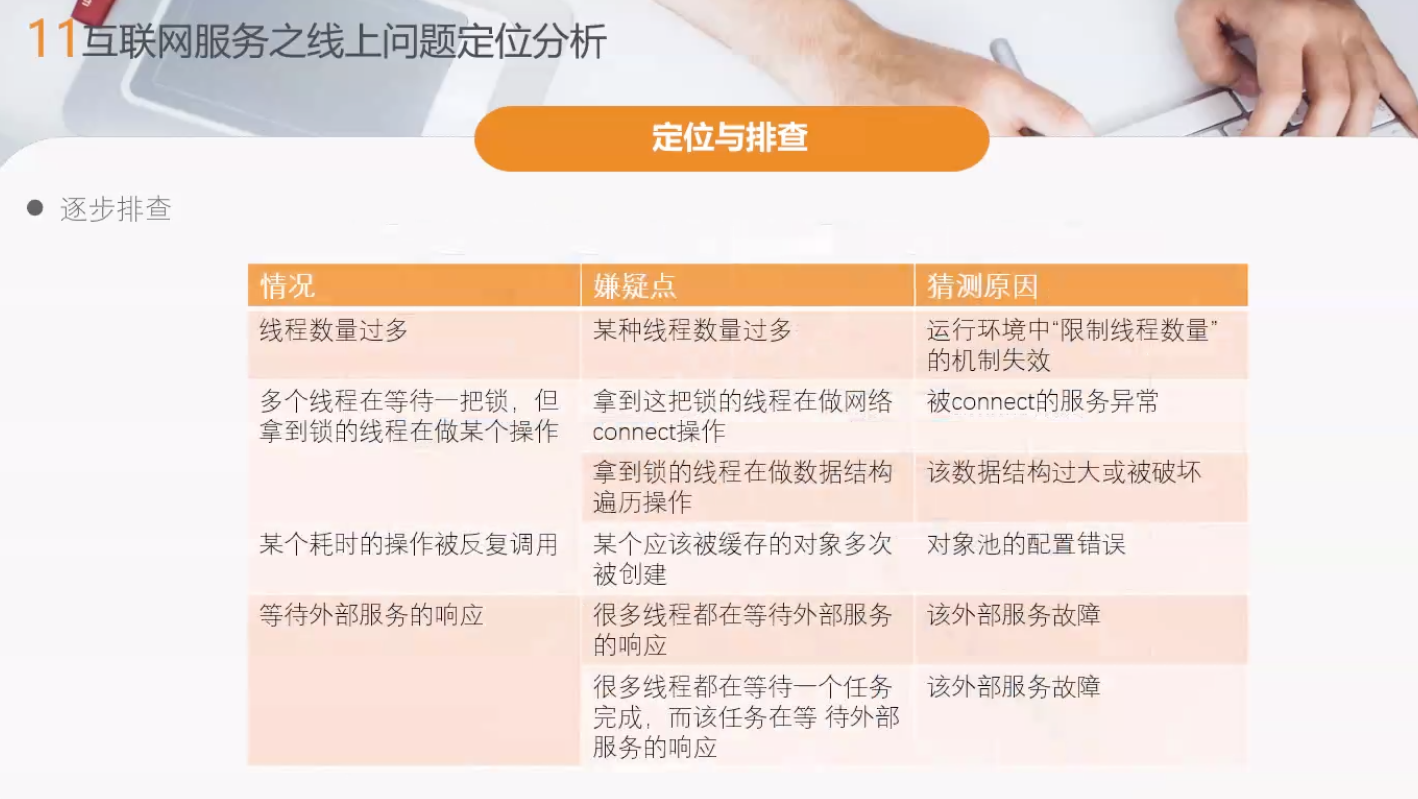 11互联网服务之线上问题定位分析
定位与排查
逐步排查
情况
嫌疑点
猜测原因
线程数量过多
某种线程数量过多
运行环境中“限制线程数量”
的机制失效
多个线程在等待一把锁，但
拿到锁的线程在做某个操作
拿到这把锁的线程在做网络
connect操作
被connect的服务异常
拿到锁的线程在做数据结构
遍历操作
该数据结构过大或被破坏
某个耗时的操作被反复调用
某个应该被缓存的对象多次
被创建
对象池的配置错误
等待外部服务的响应
很多线程都在等待外部服务
的响应
该外部服务故障
很多线程都在等待一个任务
完成，而该任务在等 待外部
服务的响应
该外部服务故障